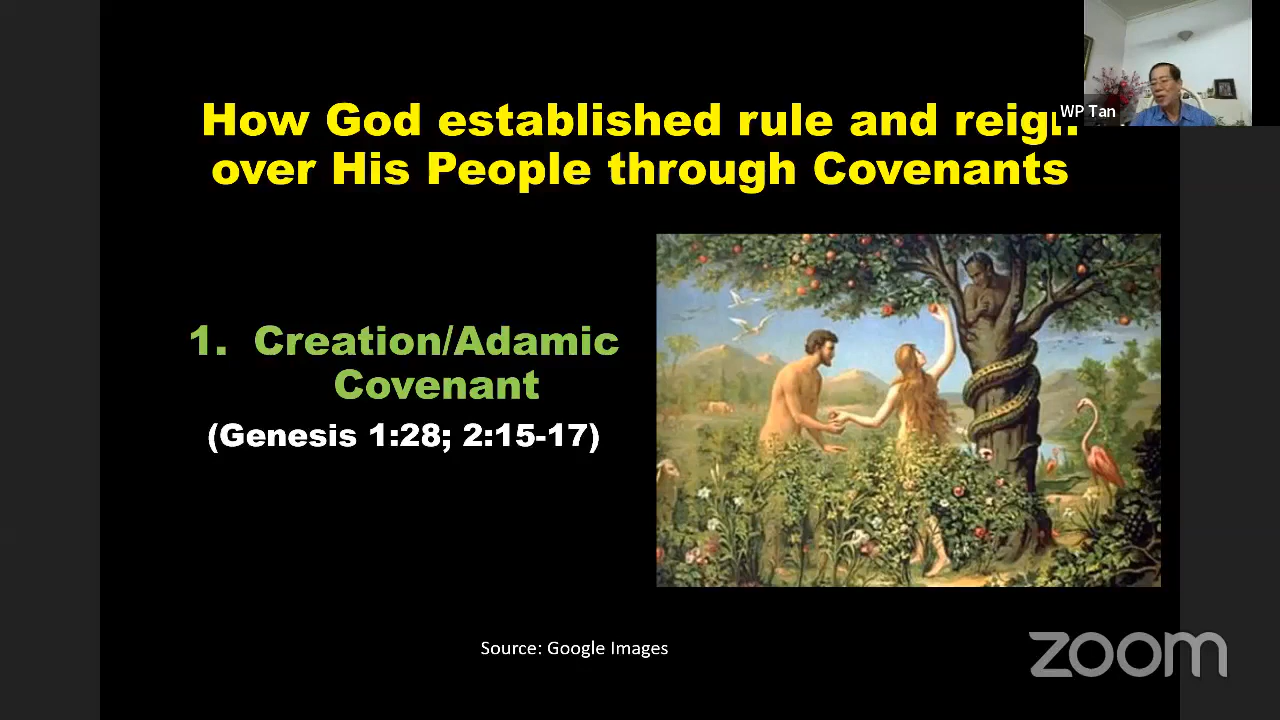 How God established rule and reign
over His People through Covenants
WP Tan
1. Creation/Adamic
Covenant
(Genesis 1:28; 2:15-17)
Source: Google Images
zoom